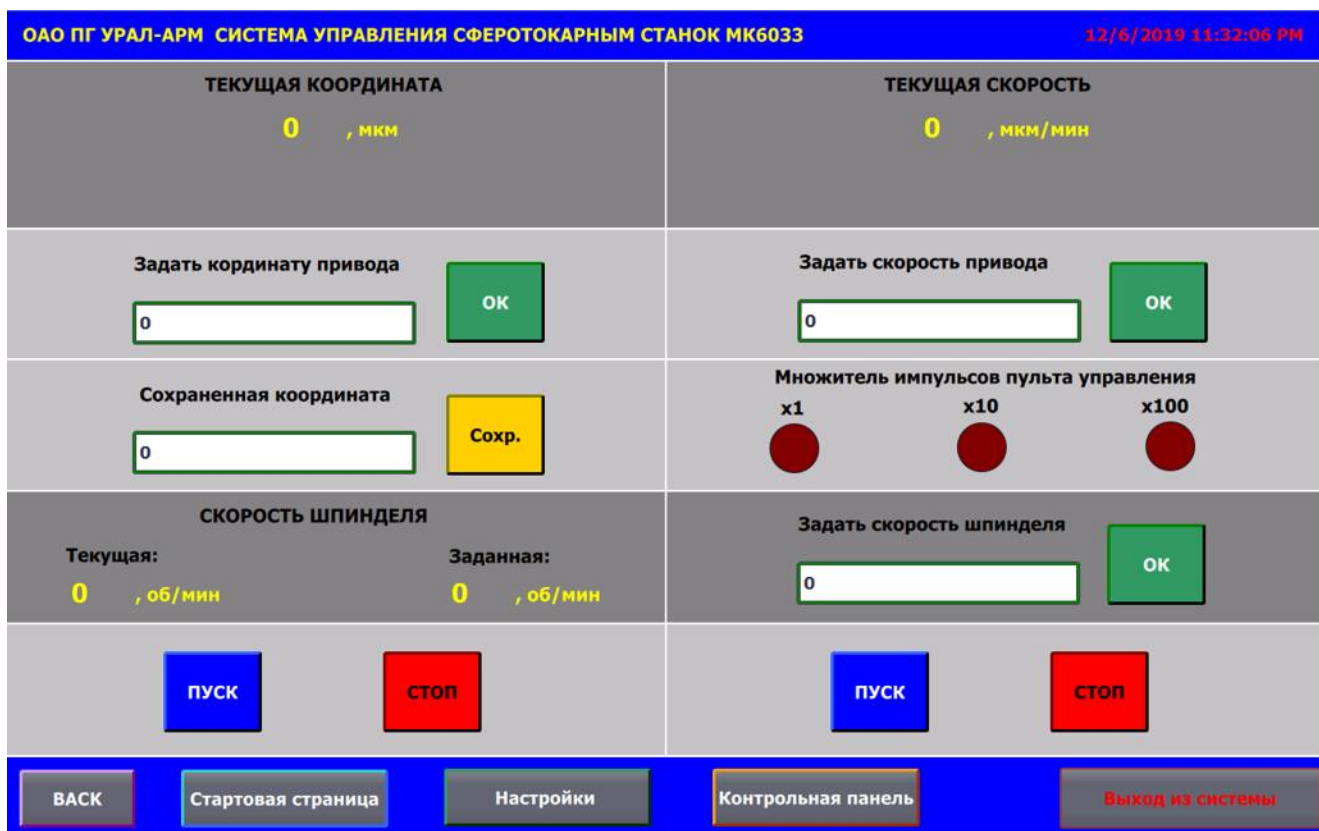 ОАО ПГ УРАЛ-АРМ СИСТЕМА УПРАВЛЕНИЯ СФЕРОТОКАРНЫМ СТАНОК МК6033
12/6/2019 11:32:06 PM
ТЕКУЩАЯ КООРДИНАТА
0 , мкм
ТЕКУЩАЯ СКОРОСТЬ
0 , мкм/мин
Задать кординату привода
0
ОК
Задать скорость привода
0
ОК
Сохраненная координата
0
Сохр.
Множитель импульсов пульта управления
x1 x10 x100
СКОРОСТЬ ШПИНДЕЛЯ
Текущая: Заданная:
0 , об/мин 0 , об/мин
Задать скорость шпинделя
0
ОК
ПУСК СТОП
ПУСК СТОП
BACK Стартовая страница Настройки Контрольная панель Выход из системы